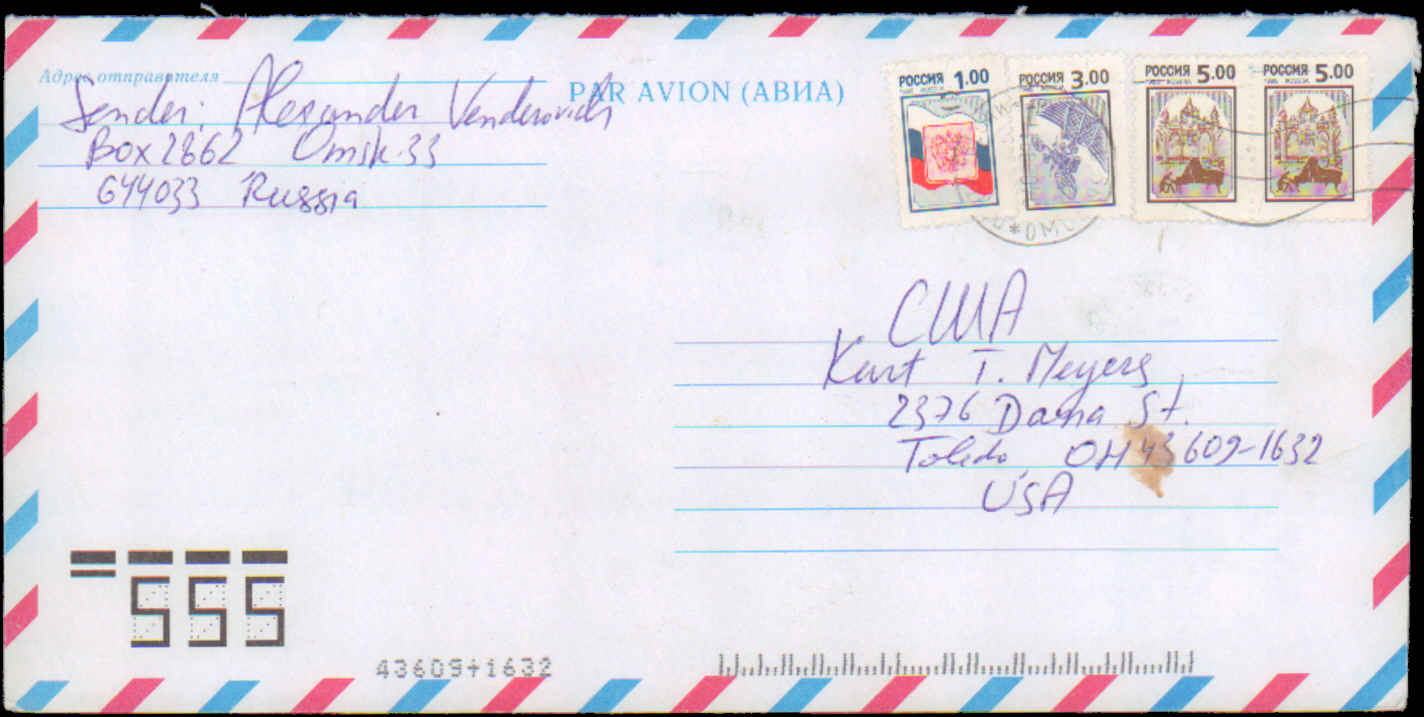 Адрес отправителя
Sender: Alexander Venderovich
Box 2862 Omsk-33
644033 Russia
PAR AVION (АВИА)
РОССИЯ 1.00
РОССИЯ 3.00
РОССИЯ 5.00
РОССИЯ 5.00
США
Kurt T. Meyers
2376 Dana St.
Toledo OH 43609-1632
USA
555
43609+1632